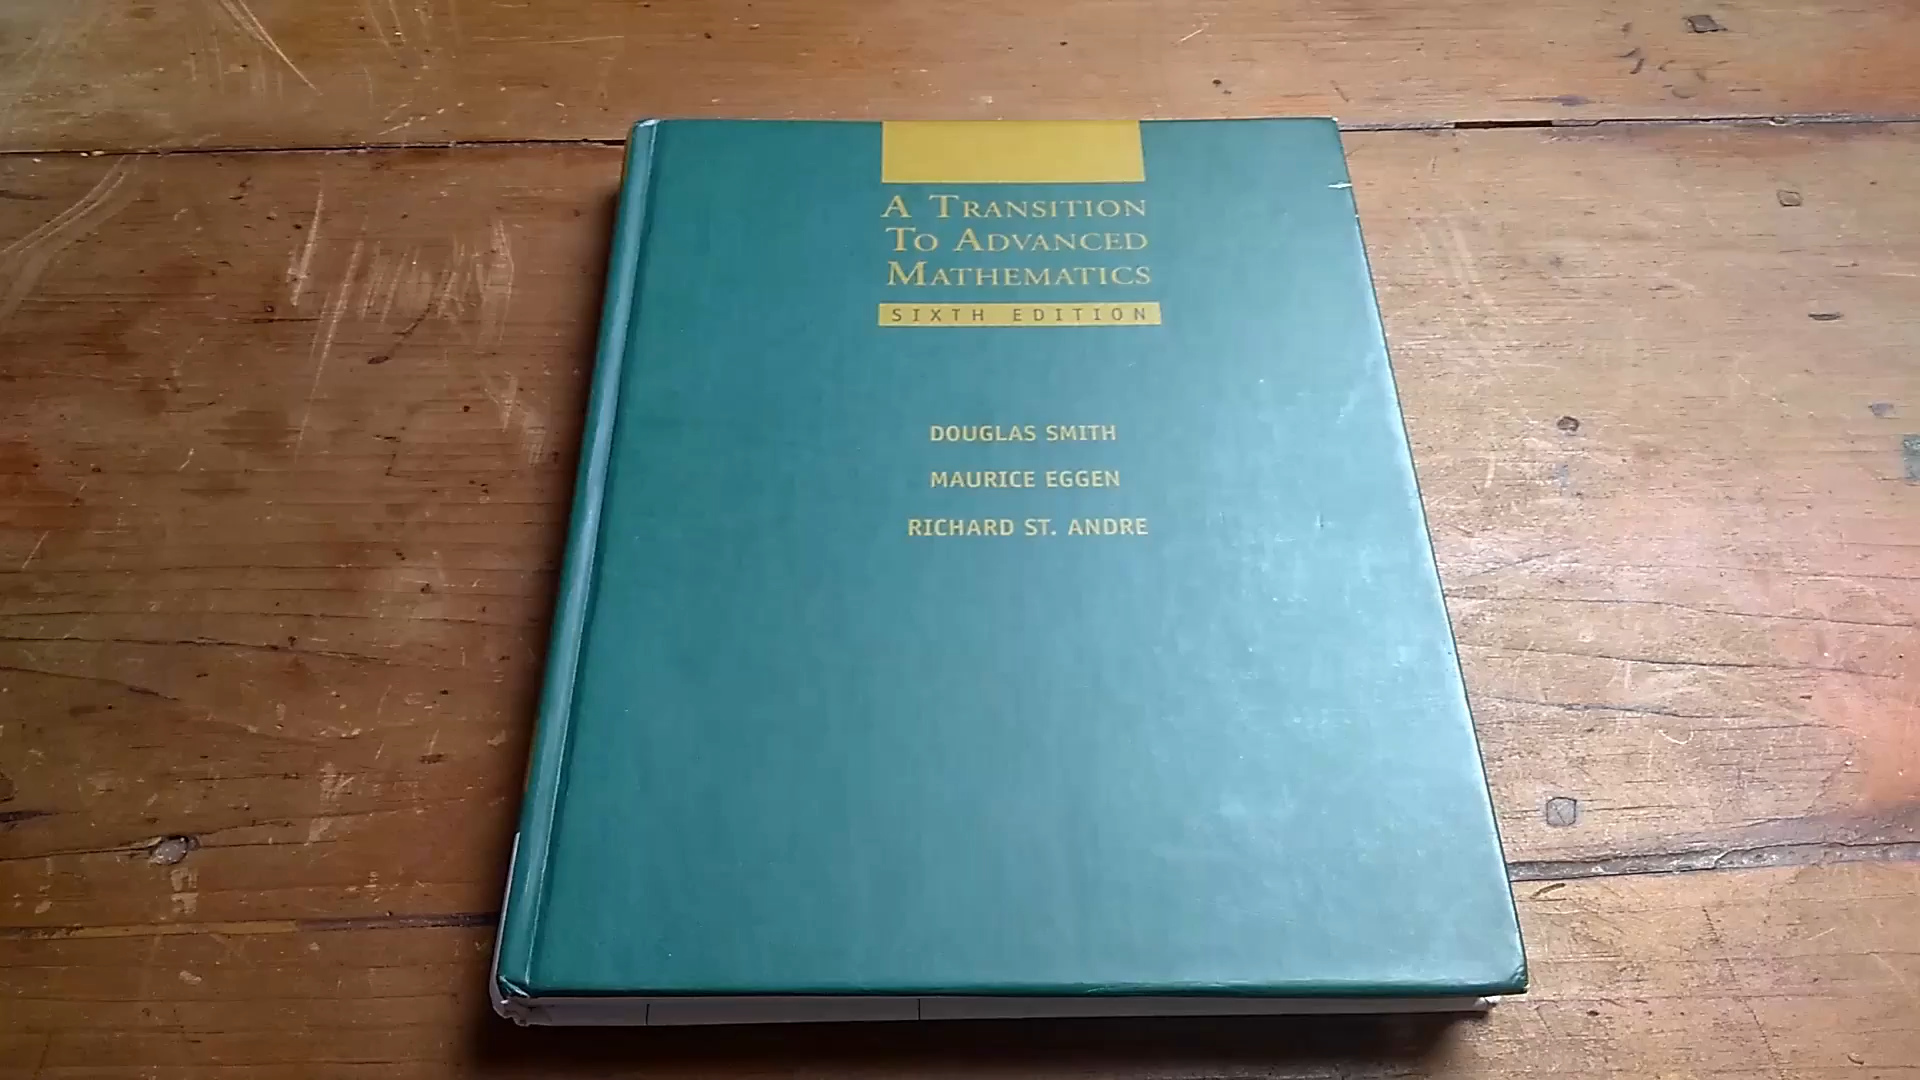 A TRANSITION
TO ADVANCED
MATHEMATICS
SIXTH EDITION
DOUGLAS SMITH
MAURICE EGGEN
RICHARD ST. ANDRE